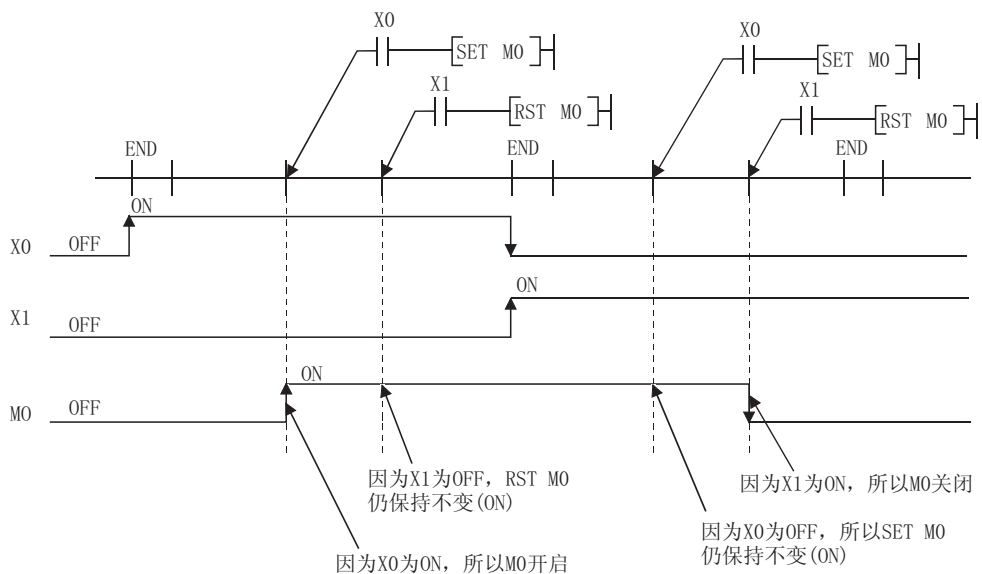 X0
SET M0
X1
RST M0
X0
SET M0
X1
RST M0
END
END
END
ON
X0 OFF
ON
X1 OFF
ON
M0 OFF
因为X1为OFF，RST M0
仍保持不变(ON)
因为X1为ON，所以M0关闭
因为X0为OFF，所以SET M0
仍保持不变(ON)
因为X0为ON，所以M0开启